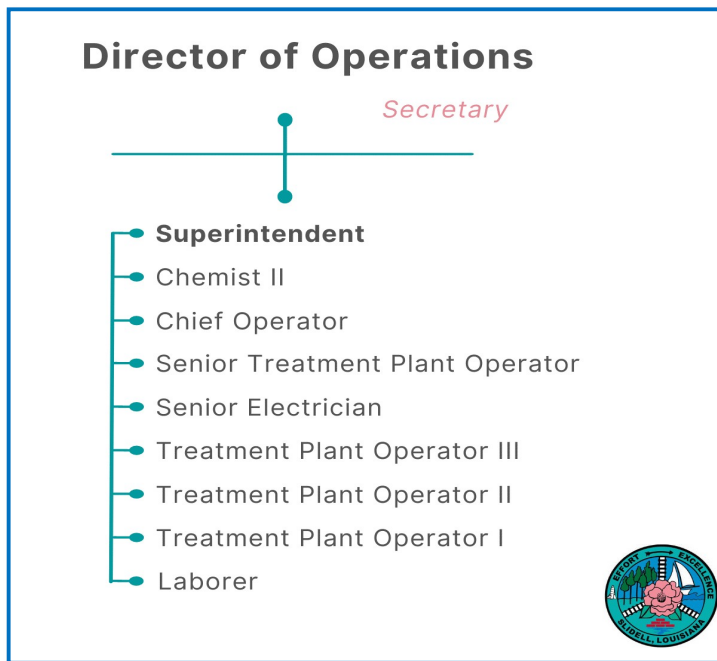 Director of Operations
Secretary
Superintendent
Chemist II
Chief Operator
Senior Treatment Plant Operator
Senior Electrician
Treatment Plant Operator III
Treatment Plant Operator II
Treatment Plant Operator I
Laborer
EFFORT EXCELLENCE
SLIDELL, LOUISIANA